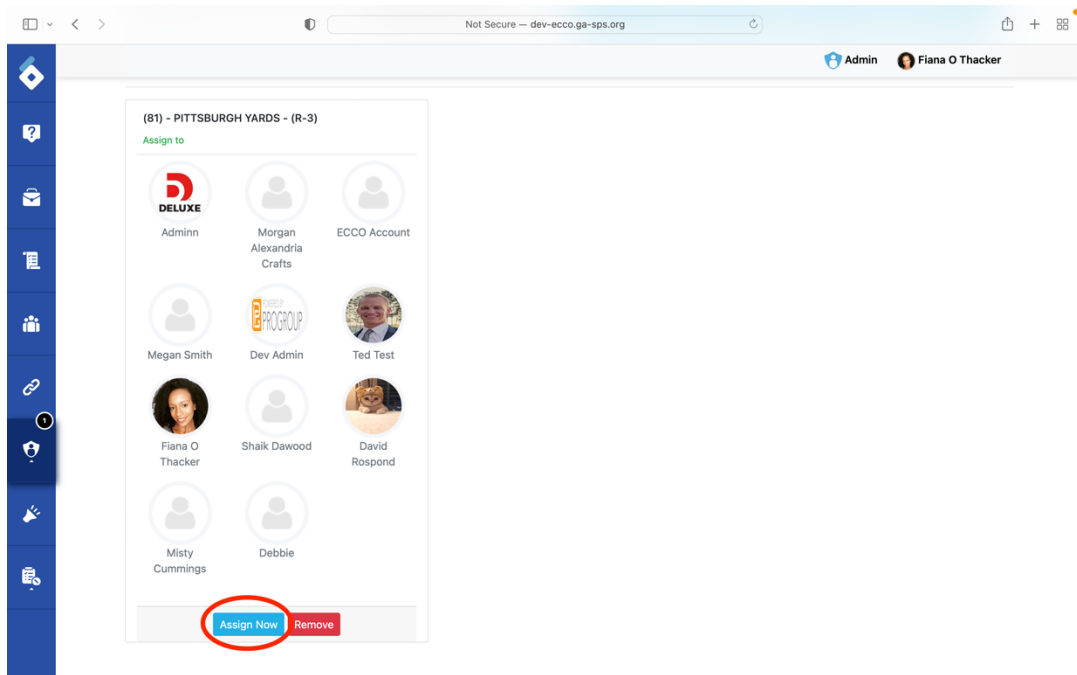 Not Secure — dev-ecco.ga-sps.org
Admin
Fiana O Thacker
(81) - PITTSBURGH YARDS - (R-3)
Assign to
D
DELUXE
Adminn
Morgan
Alexandria
Crafts
ECCO Account
Megan Smith
POWERED BY
PROGROUP
Dev Admin
Ted Test
Fiana O
Thacker
Shaik Dawood
David
Rospond
1
Misty
Cummings
Debbie
Assign Now
Remove